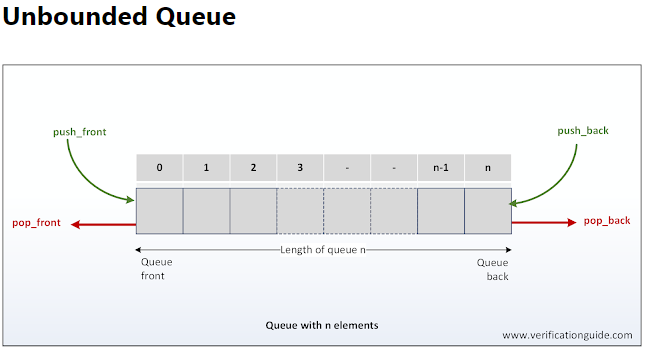 Unbounded Queue
push_front
push_back
0 1 2 3 - - n-1 n
pop_front
pop_back
Length of queue n
Queue front
Queue back
Queue with n elements
www.verificationguide.com